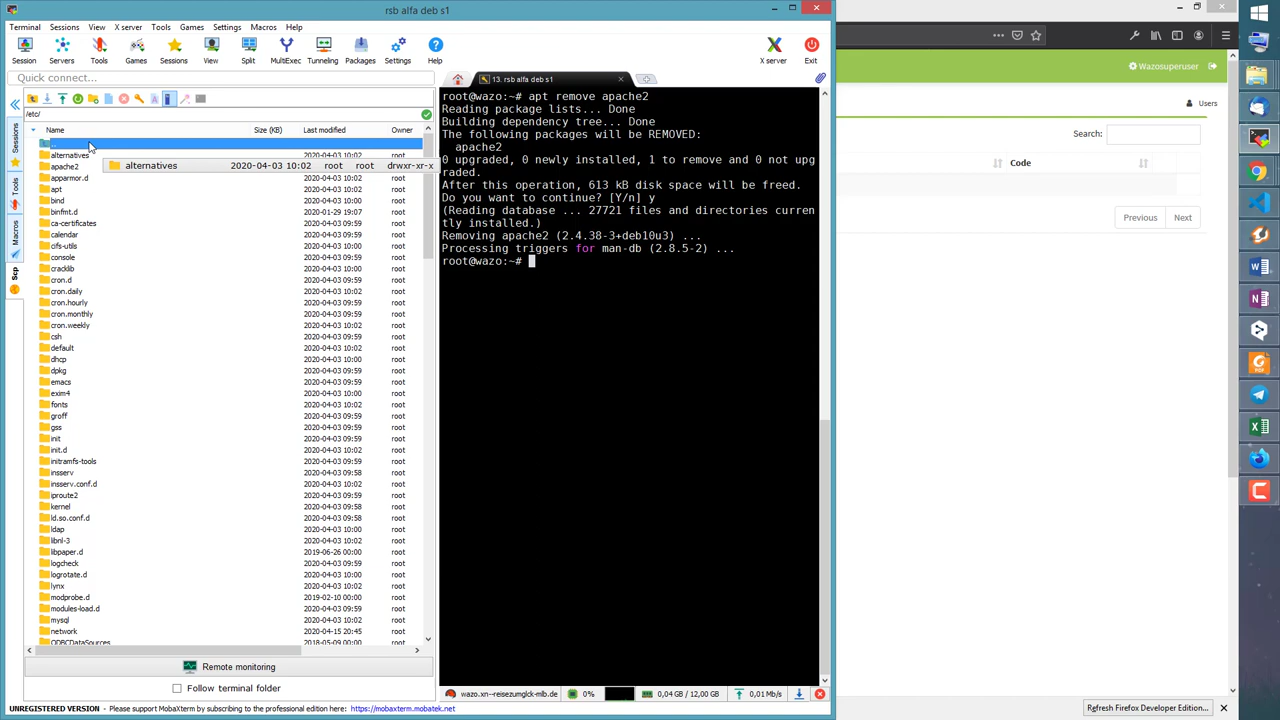 rsb alfa deb s1
Terminal Sessions View X server Tools Games Settings Macros Help
Session Servers Tools Games Sessions View Split MultiExec Tunneling Packages Settings Help X server Exit
Quick connect...
13. rsb alfa deb s1
/etc/
Name Size (KB) Last modified Owner
..
alternatives 2020-04-03 10:02 root
alternatives 2020-04-03 10:02 root root drwxr-xr-x
apache2
apparmor.d 2020-04-03 10:02 root
apt 2020-04-03 10:02 root
bind 2020-04-03 10:02 root
binfmt.d 2020-01-29 19:07 root
ca-certificates 2020-04-03 09:59 root
calendar 2020-04-03 09:59 root
cifs-utils 2020-04-03 09:59 root
console 2020-04-03 09:59 root
cracklib 2020-04-03 09:59 root
cron.d 2020-04-03 09:59 root
cron.daily 2020-04-03 10:02 root
cron.hourly 2020-04-03 09:59 root
cron.monthly 2020-04-03 09:59 root
cron.weekly 2020-04-03 10:02 root
csh 2020-04-03 09:59 root
default 2020-04-03 10:02 root
dhcp 2020-04-03 10:00 root
dpkg 2020-04-03 09:59 root
emacs 2020-04-03 09:59 root
exim4 2020-04-03 10:00 root
fonts 2020-04-03 09:59 root
groff 2020-04-03 09:59 root
gss 2020-04-03 09:59 root
init 2020-04-03 09:59 root
init.d 2020-04-03 10:02 root
initramfs-tools 2020-04-03 09:59 root
insserv 2020-04-03 09:58 root
insserv.conf.d 2020-04-03 10:02 root
iproute2 2020-04-03 09:59 root
kernel 2020-04-03 09:58 root
ld.so.conf.d 2020-04-03 09:58 root
ldap 2020-04-03 10:00 root
libnl-3 2020-04-03 10:02 root
libpaper.d 2019-06-26 00:00 root
logcheck 2020-04-03 10:00 root
logrotate.d 2020-04-03 10:02 root
lynx 2020-04-03 10:00 root
modprobe.d 2019-02-10 00:00 root
modules-load.d 2020-04-03 09:59 root
mysql 2020-04-03 10:02 root
network 2020-04-15 20:45 root
ODBCDataSources 2018-05-09 00:00 root
Remote monitoring
Follow terminal folder
root@wazo:~# apt remove apache2
Reading package lists... Done
Building dependency tree... Done
The following packages will be REMOVED:
apache2
0 upgraded, 0 newly installed, 1 to remove and 0 not upg
raded.
After this operation, 613 kB disk space will be freed.
Do you want to continue? [Y/n] y
(Reading database ... 27721 files and directories curren
tly installed.)
Removing apache2 (2.4.38-3+deb10u3) ...
Processing triggers for man-db (2.8.5-2) ...
root@wazo:~#
wazo.xn--reisezumglck-mlb.de 0% 0,04 GB / 12,00 GB 0,01 Mb/s
UNREGISTERED VERSION - Please support MobaXterm by subscribing to the professional edition here: https://mobaxterm.mobatek.net
Sessions
Tools
Macros
Scp
Wazosuperuser
Users
Search:
Code
Previous Next
Refresh Firefox Developer Edition...